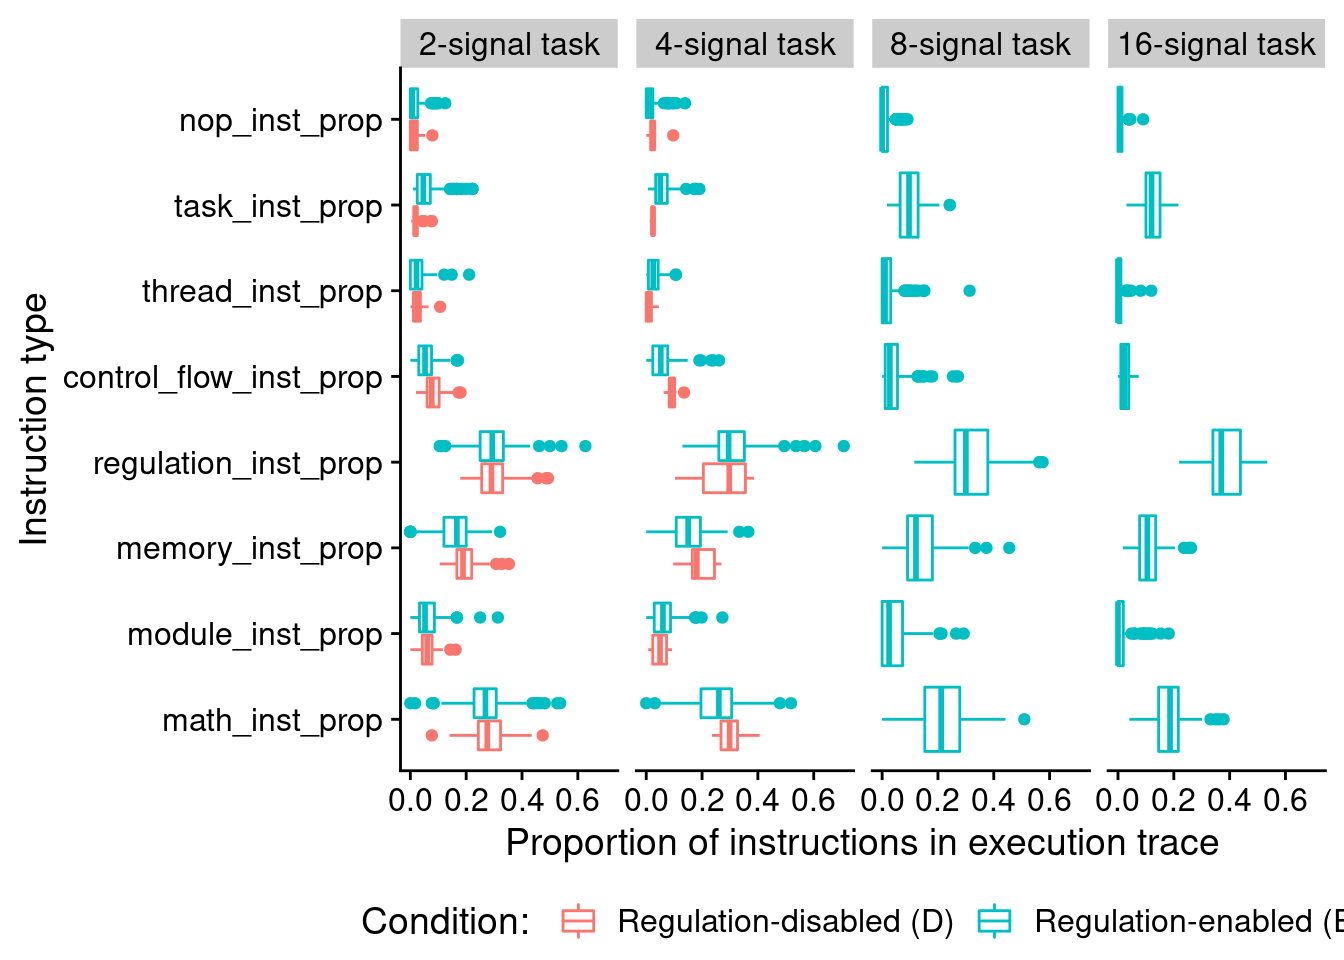 2-signal task 4-signal task 8-signal task 16-signal task
Instruction type
nop_inst_prop
task_inst_prop
thread_inst_prop
control_flow_inst_prop
regulation_inst_prop
memory_inst_prop
module_inst_prop
math_inst_prop
0.0 0.2 0.4 0.6 0.0 0.2 0.4 0.6 0.0 0.2 0.4 0.6 0.0 0.2 0.4 0.6
Proportion of instructions in execution trace
Condition: Regulation-disabled (D) Regulation-enabled (E